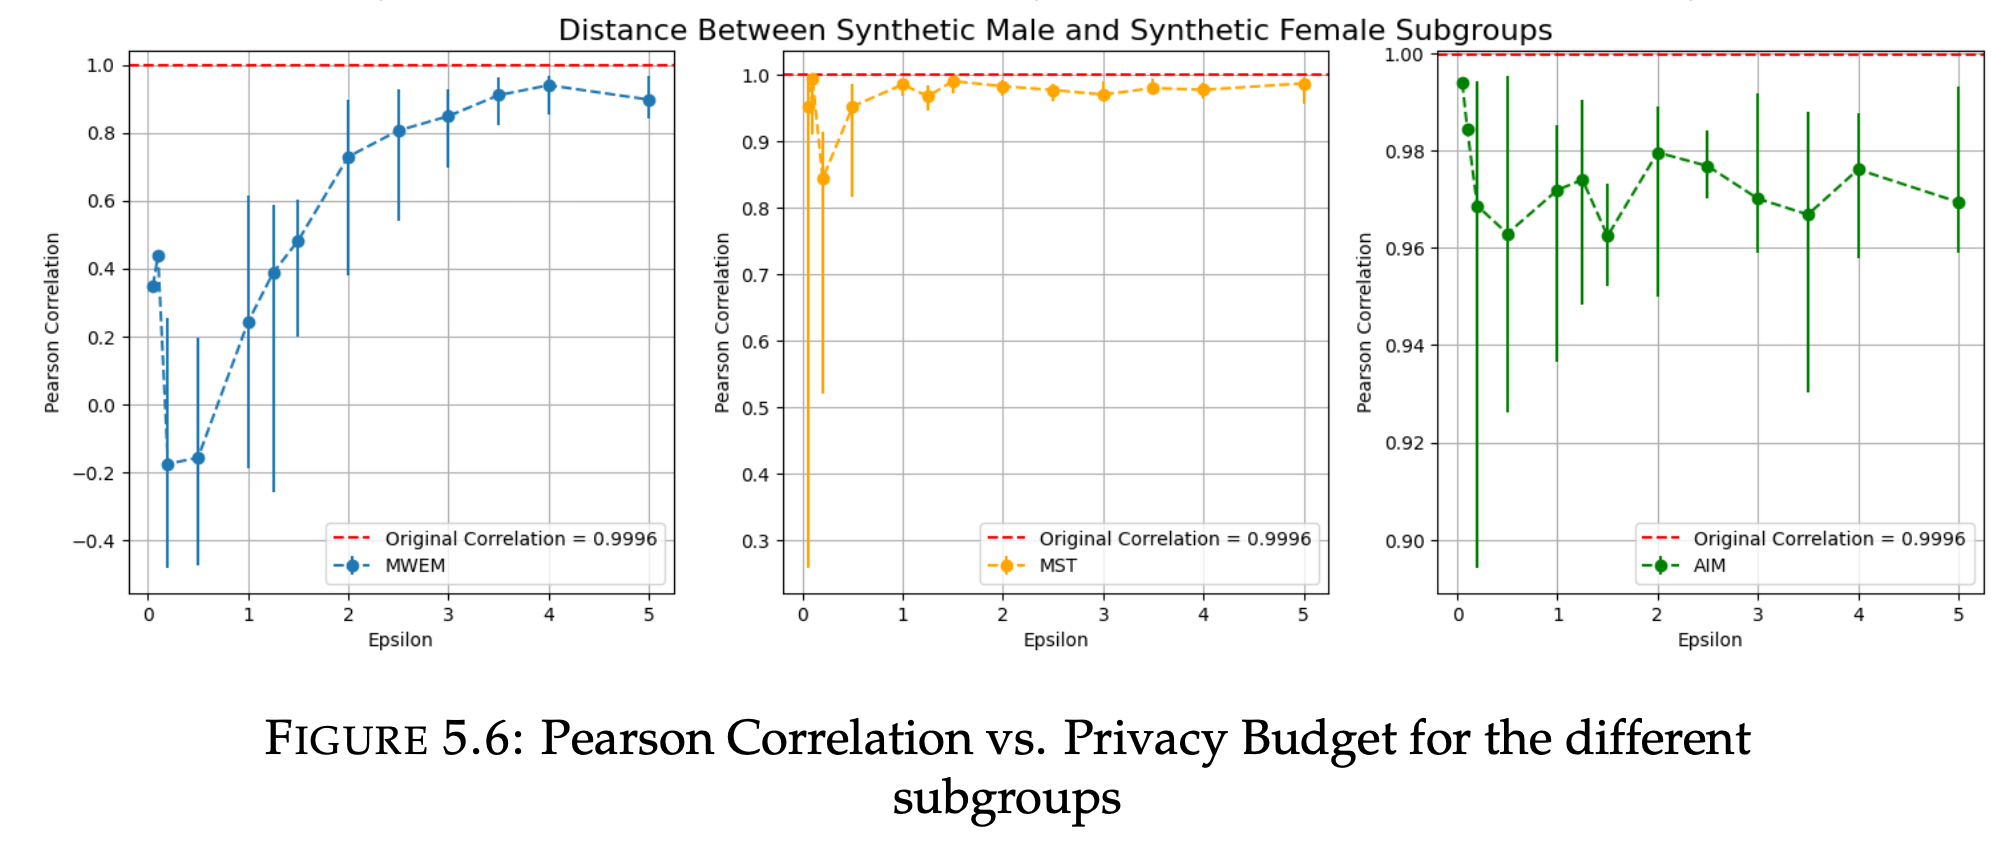 Distance Between Synthetic Male and Synthetic Female Subgroups
Pearson Correlation
1.0
0.8
0.6
0.4
0.2
0.0
−0.2
−0.4
Original Correlation = 0.9996
MWEM
0 1 2 3 4 5
Epsilon
Pearson Correlation
1.0
0.9
0.8
0.7
0.6
0.5
0.4
0.3
Original Correlation = 0.9996
MST
0 1 2 3 4 5
Epsilon
Pearson Correlation
1.00
0.98
0.96
0.94
0.92
0.90
Original Correlation = 0.9996
AIM
0 1 2 3 4 5
Epsilon
FIGURE 5.6: Pearson Correlation vs. Privacy Budget for the different
subgroups